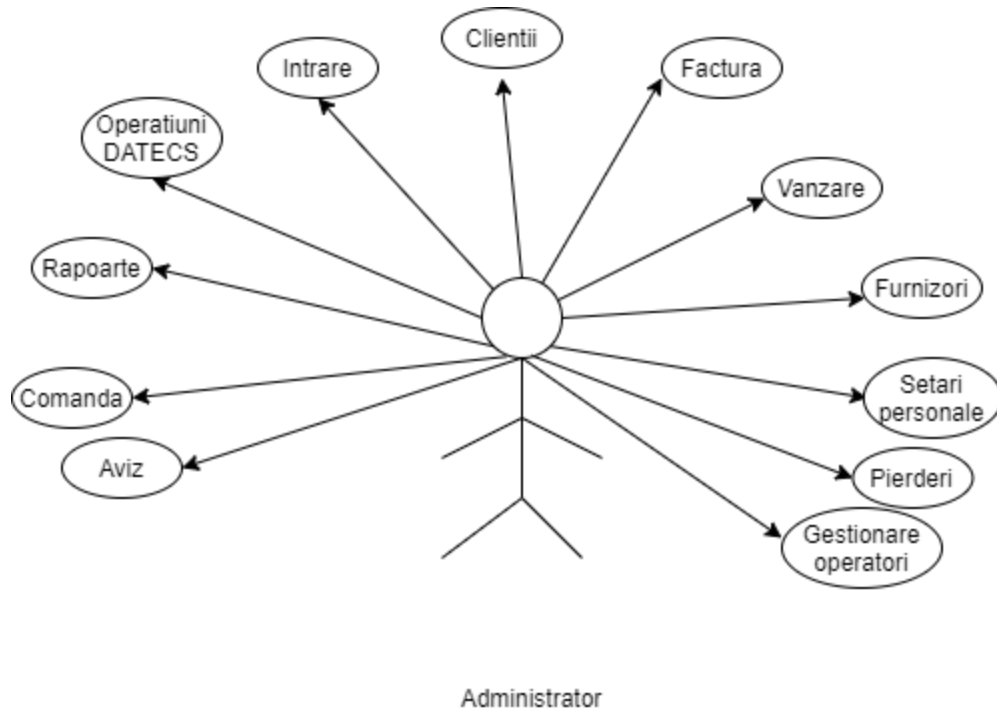 Clientii
Intrare
Factura
Operatiuni
DATECS
Vanzare
Rapoarte
Furnizori
Comanda
Setari
personale
Aviz
Pierderi
Gestionare
operatori
Administrator